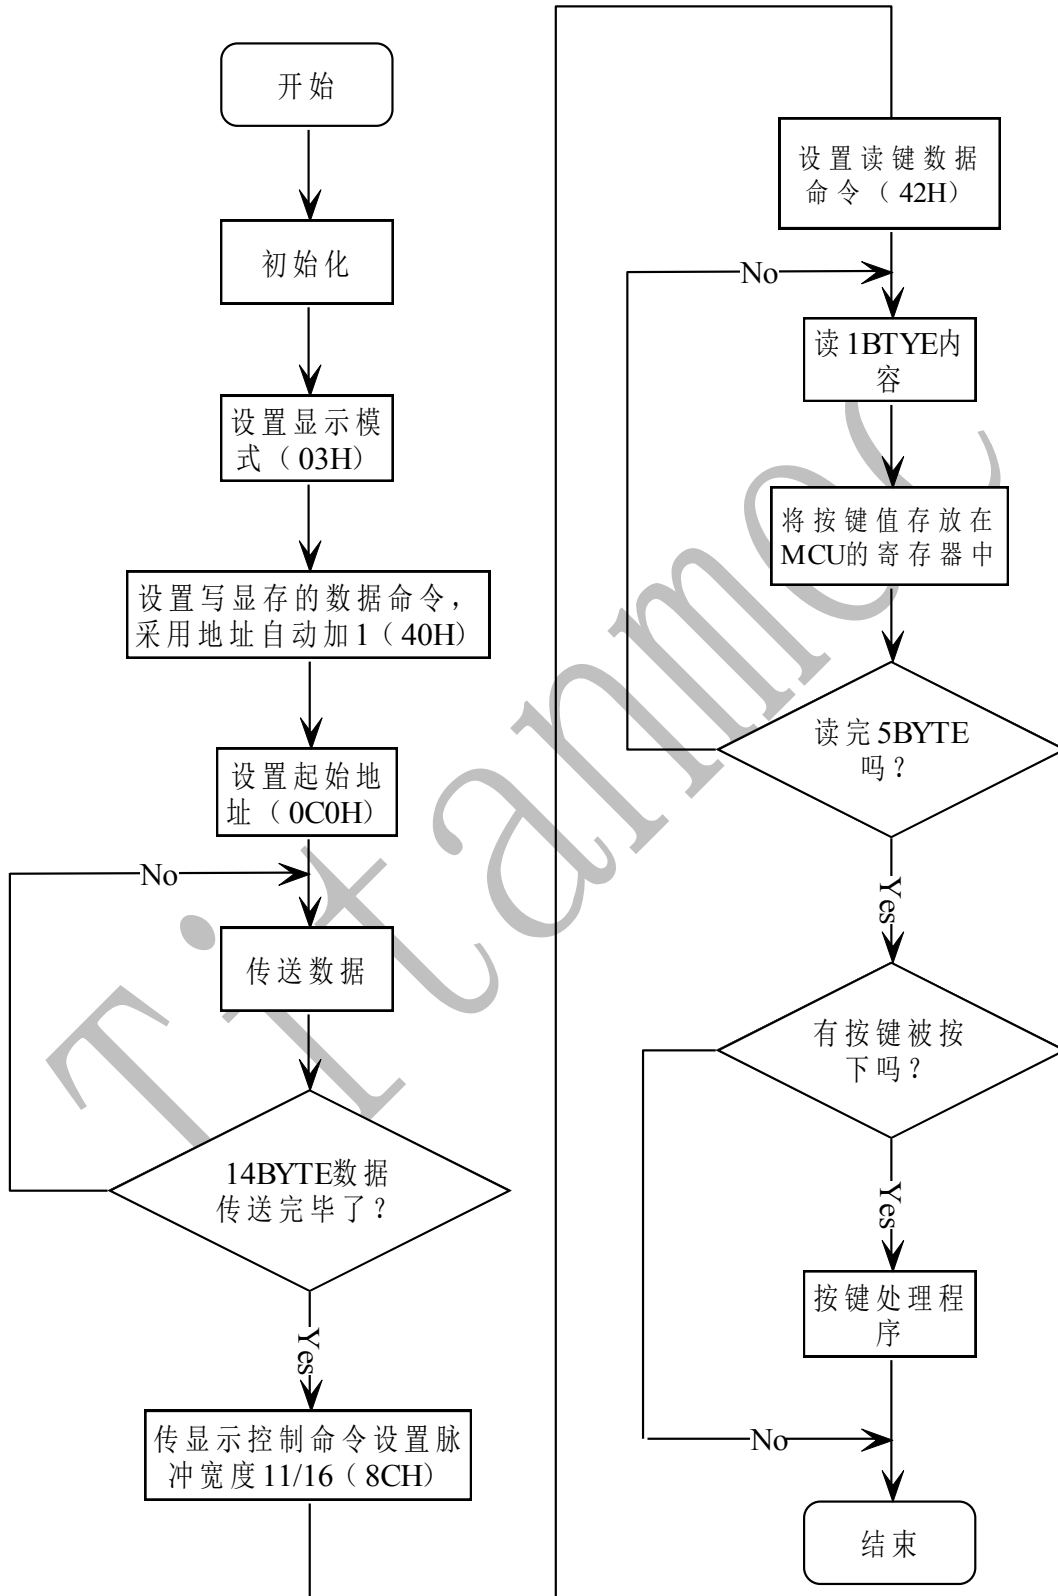 开始
初始化
设置显示模
式（03H）
设置写显存的数据命令，
采用地址自动加1（40H）
设置起始地
址（0C0H）
No
传送数据
14BYTE数据
传送完毕了？
Yes
传显示控制命令设置脉
冲宽度11/16（8CH）
设置读键数据
命令（42H）
No
读1BTYE内
容
将按键值存放在
MCU的寄存器中
读完5BYTE
吗？
Yes
有按键被按
下吗？
Yes
按键处理程
序
No
结束
Titanmec